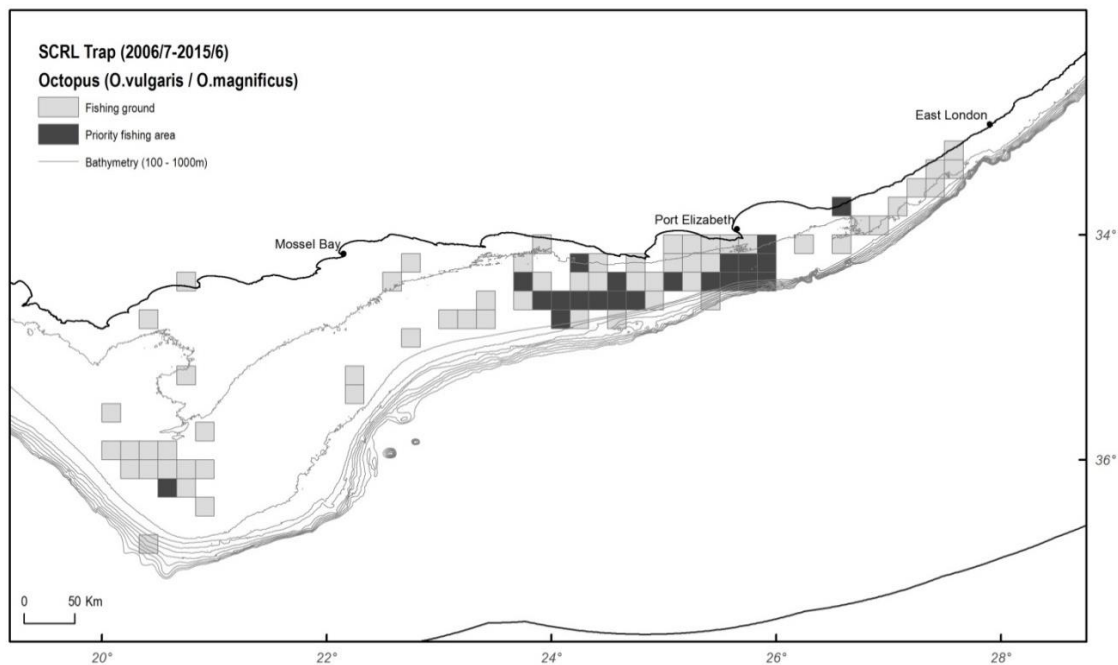 SCRL Trap (2006/7-2015/6)
Octopus (O.vulgaris / O.magnificus)
Fishing ground
Priority fishing area
Bathymetry (100 - 1000m)
East London
Port Elizabeth
Mossel Bay
34°
36°
0 50 Km
20° 22° 24° 26° 28°